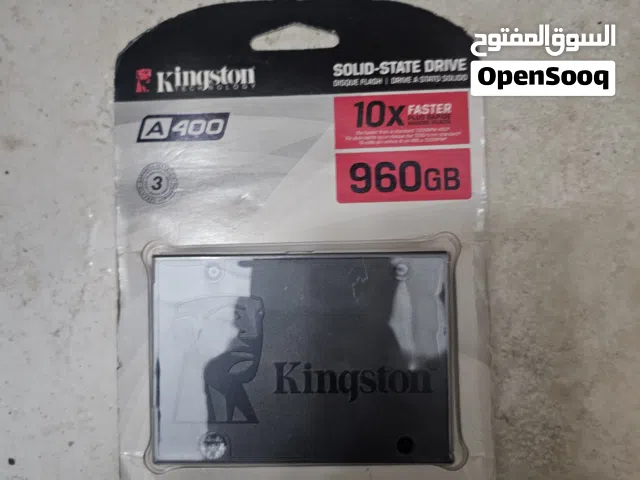 السوق المفتوح
OpenSooq
Kingston
TECHNOLOGY
SOLID-STATE DRIVE
DISQUE FLASH | DRIVE A STATO SOLIDO
A400
10x FASTER
960GB
3
Kingston